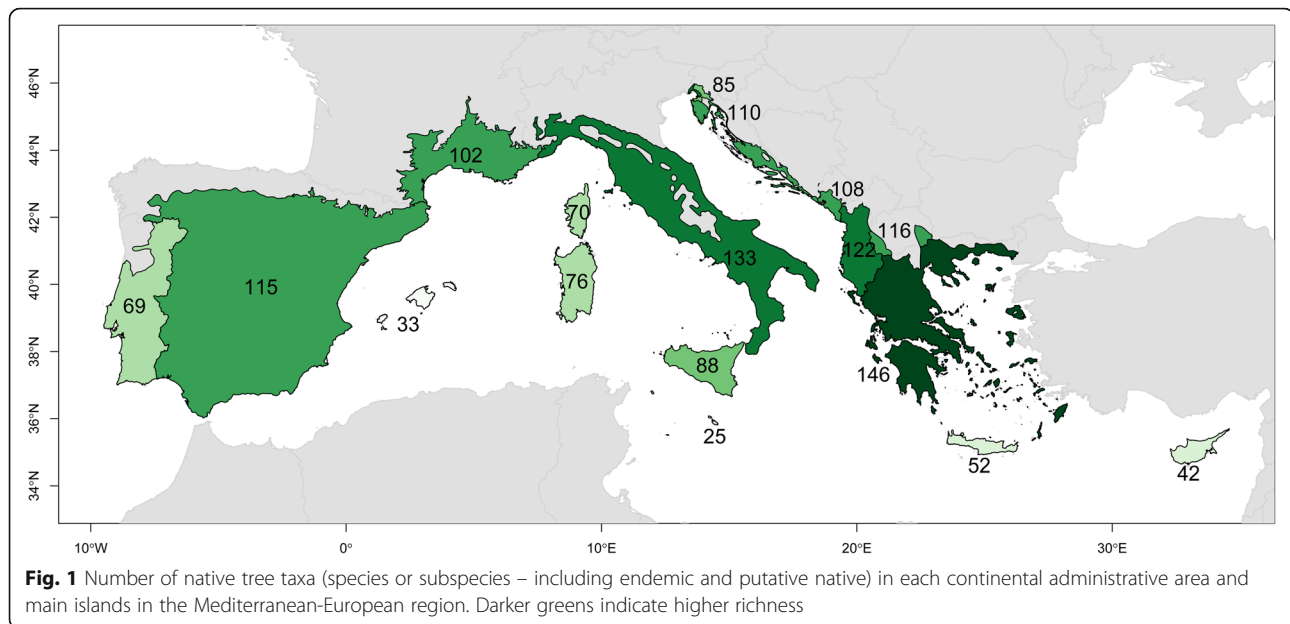 46°N
44°N
42°N
40°N
38°N
36°N
34°N
85
110
102
108
70
116
122
133
76
115
69
33
88
146
25
52
42
10°W
0°
10°E
20°E
30°E
Fig. 1 Number of native tree taxa (species or subspecies – including endemic and putative native) in each continental administrative area and
main islands in the Mediterranean-European region. Darker greens indicate higher richness